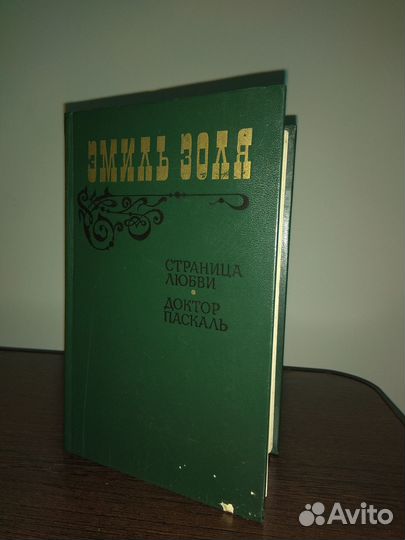 ЭМИЛЬ ЗОЛЯ
СТРАНИЦА
ЛЮБВИ
•
ДОКТОР
ПАСКАЛЬ
Avito